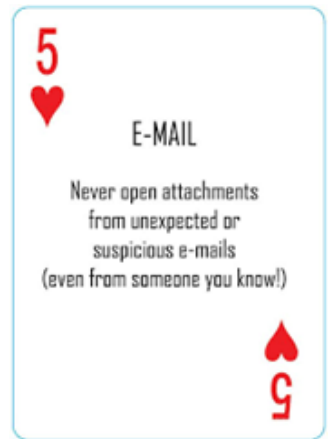 5
E-MAIL
Never open attachments
from unexpected or
suspicious e-mails
(even from someone you know!)
5